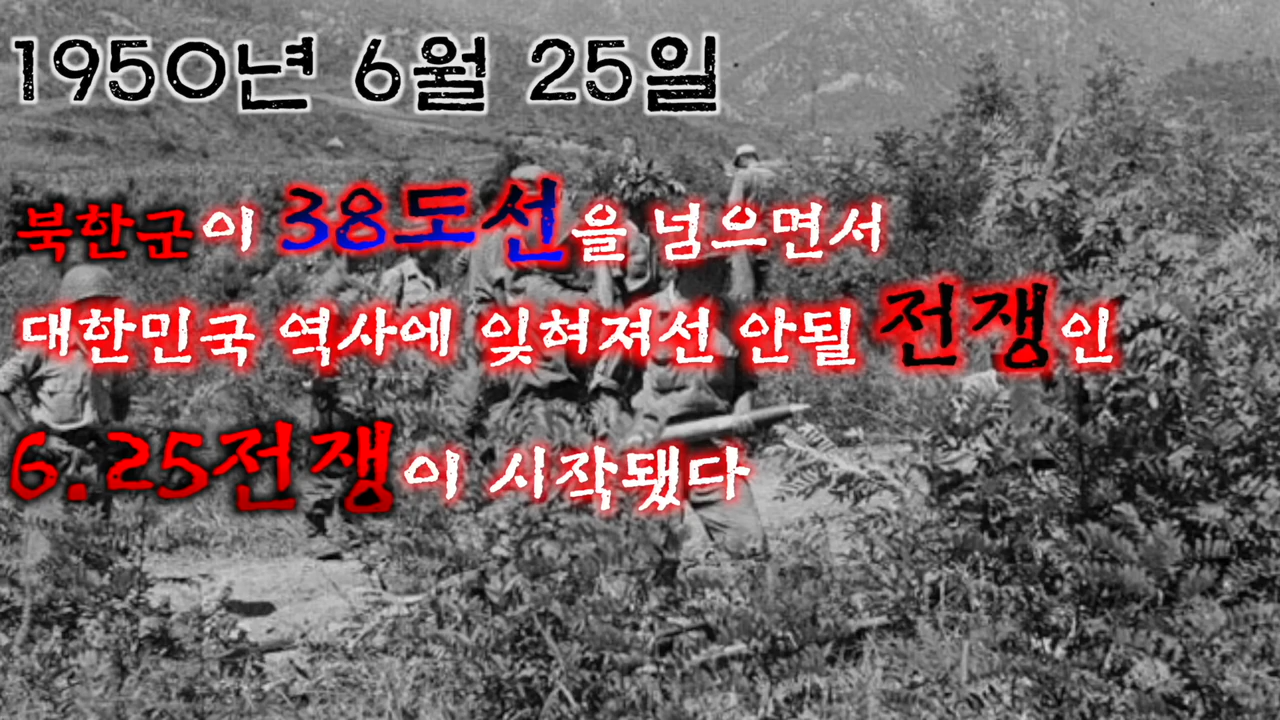 1950년 6월 25일
북한군이 38도선을 넘으면서
대한민국 역사에 잊혀져선 안될 전쟁인
6.25전쟁이 시작됐다